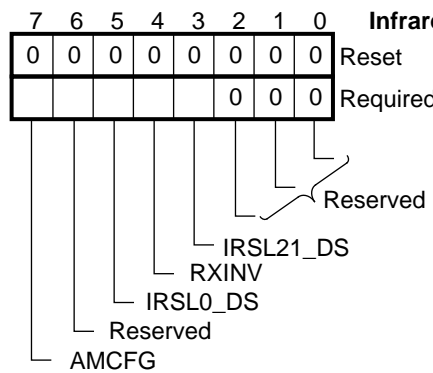 7 6 5 4 3 2 1 0 Infrar
0 0 0 0 0 0 0 0 Reset
0 0 0 Required
Reserved
IRSL21_DS
RXINV
IRSL0_DS
Reserved
AMCFG